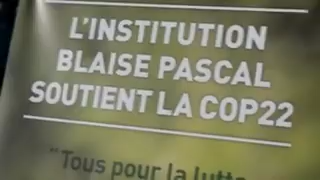 L'INSTITUTION
BLAISE PASCAL
SOUTIENT LA COP22
"Tous pour la lutte